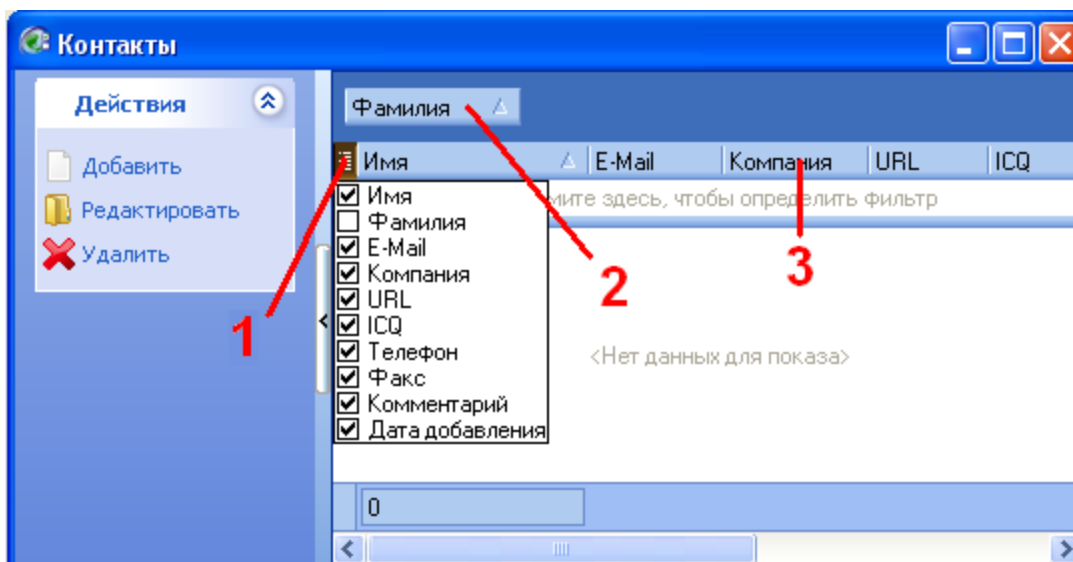 Контакты
Действия
Добавить
Редактировать
Удалить
Фамилия
Имя E-Mail Компания URL ICQ
мите здесь, чтобы определить фильтр
Имя
Фамилия
E-Mail
Компания
URL
ICQ
Телефон
Факс
Комментарий
Дата добавления
<Нет данных для показа>
1
2
3
0